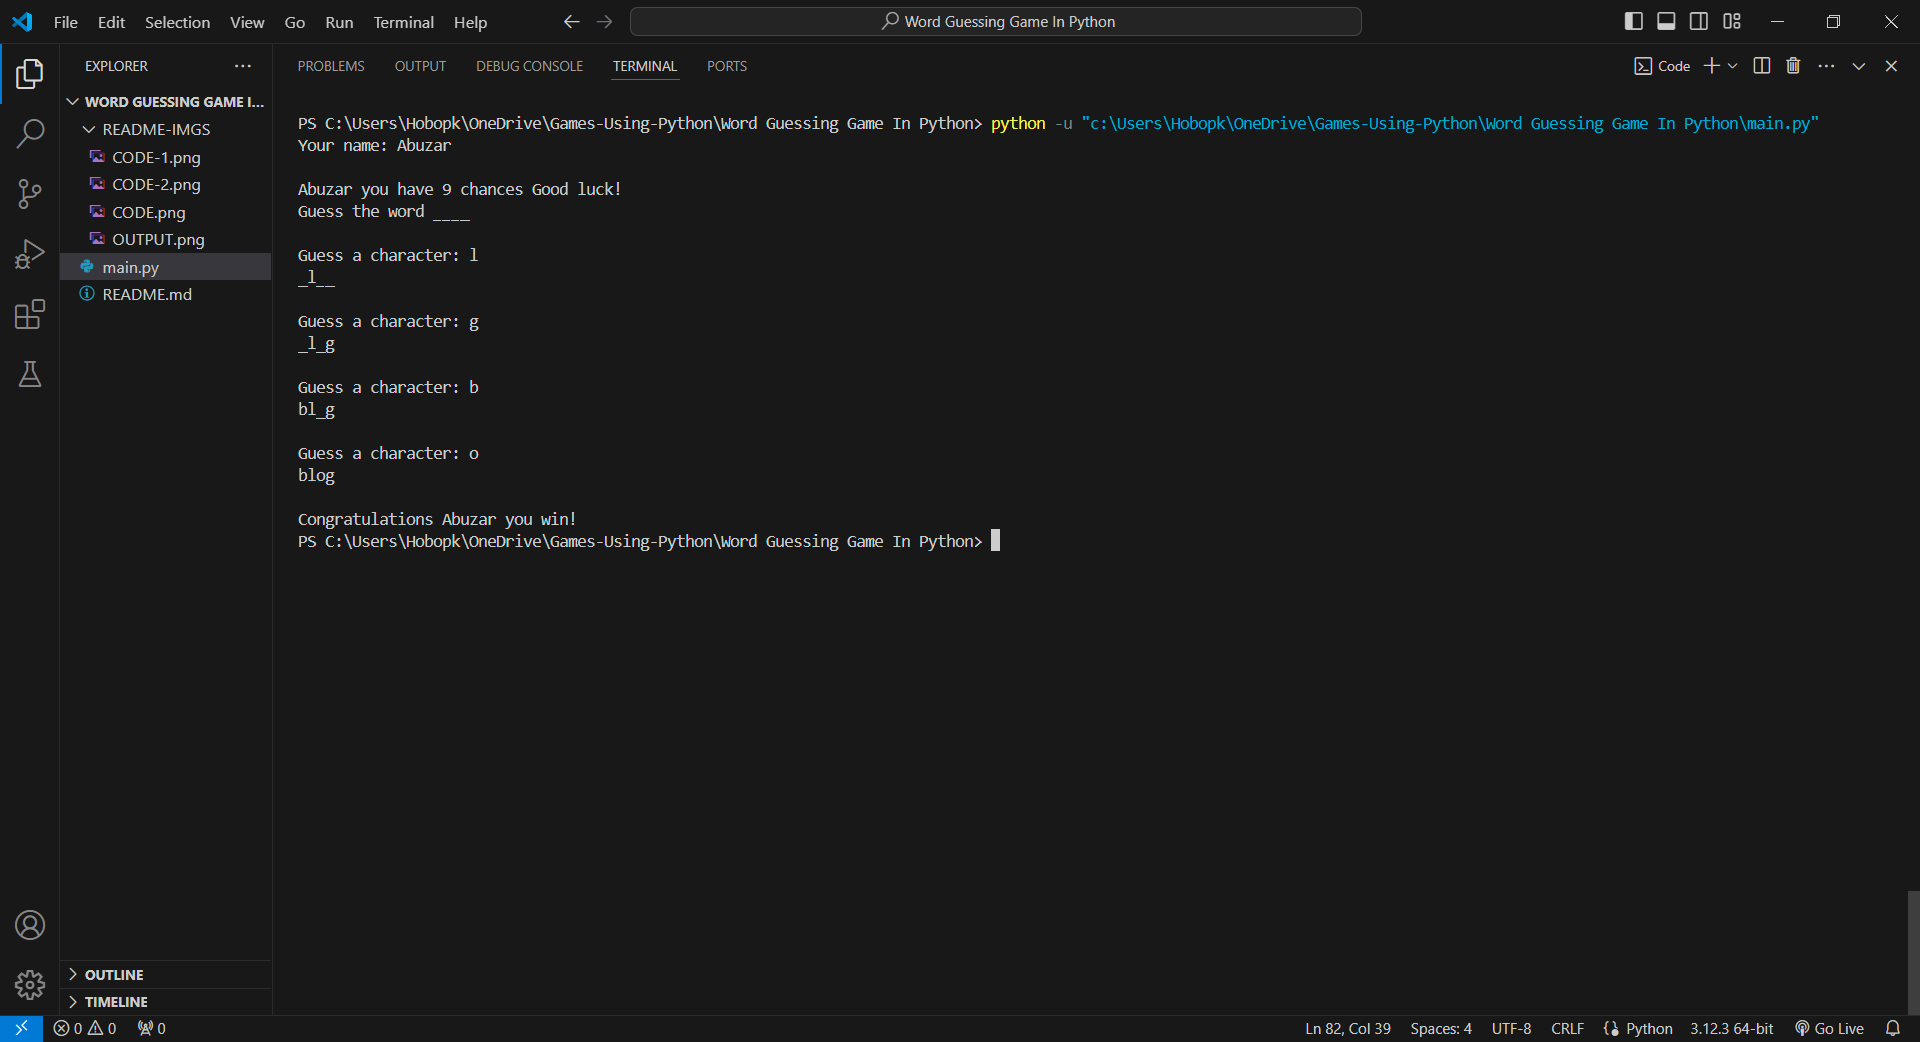 File Edit Selection View Go Run Terminal Help
Word Guessing Game In Python
EXPLORER
WORD GUESSING GAME I...
README-IMGS
CODE-1.png
CODE-2.png
CODE.png
OUTPUT.png
main.py
README.md
OUTLINE
TIMELINE
PROBLEMS OUTPUT DEBUG CONSOLE TERMINAL PORTS
Code
PS C:\Users\Hobopk\OneDrive\Games-Using-Python\Word Guessing Game In Python> python -u "c:\Users\Hobopk\OneDrive\Games-Using-Python\Word Guessing Game In Python\main.py"
Your name: Abuzar
Abuzar you have 9 chances Good luck!
Guess the word ____
Guess a character: l
_l__
Guess a character: g
_l_g
Guess a character: b
bl_g
Guess a character: o
blog
Congratulations Abuzar you win!
PS C:\Users\Hobopk\OneDrive\Games-Using-Python\Word Guessing Game In Python>
0 0 0 Ln 82, Col 39 Spaces: 4 UTF-8 CRLF Python 3.12.3 64-bit Go Live